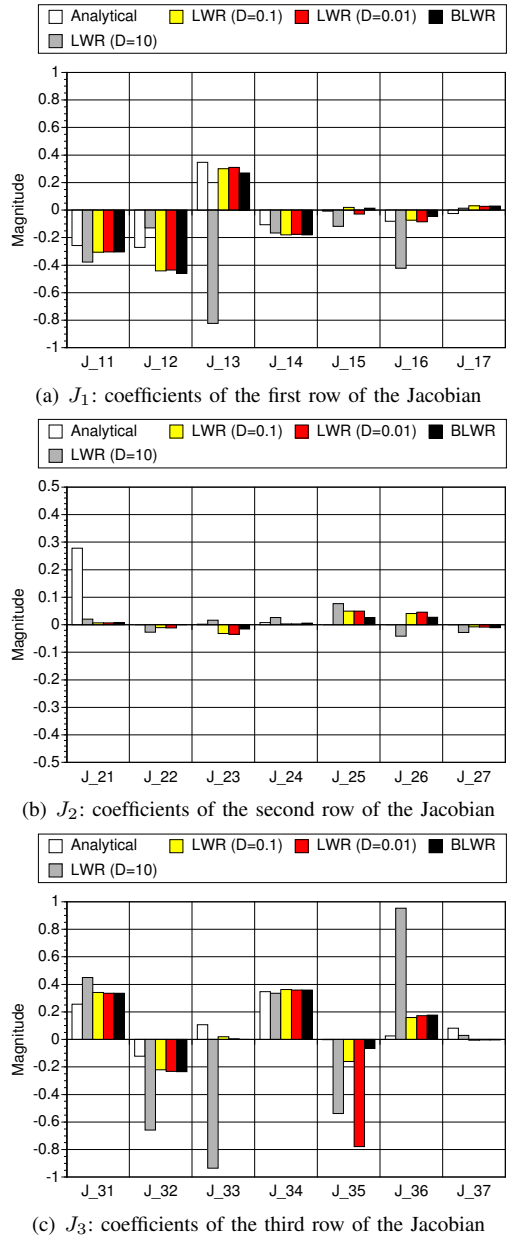 Analytical LWR (D=0.1) LWR (D=0.01) BLWR
LWR (D=10)
1
0.8
0.6
0.4
0.2
0
-0.2
-0.4
-0.6
-0.8
-1
Magnitude
J_11 J_12 J_13 J_14 J_15 J_16 J_17
(a) J1: coefficients of the first row of the Jacobian
Analytical LWR (D=0.1) LWR (D=0.01) BLWR
LWR (D=10)
0.5
0.4
0.3
0.2
0.1
0
-0.1
-0.2
-0.3
-0.4
-0.5
Magnitude
J_21 J_22 J_23 J_24 J_25 J_26 J_27
(b) J2: coefficients of the second row of the Jacobian
Analytical LWR (D=0.1) LWR (D=0.01) BLWR
LWR (D=10)
1
0.8
0.6
0.4
0.2
0
-0.2
-0.4
-0.6
-0.8
-1
Magnitude
J_31 J_32 J_33 J_34 J_35 J_36 J_37
(c) J3: coefficients of the third row of the Jacobian